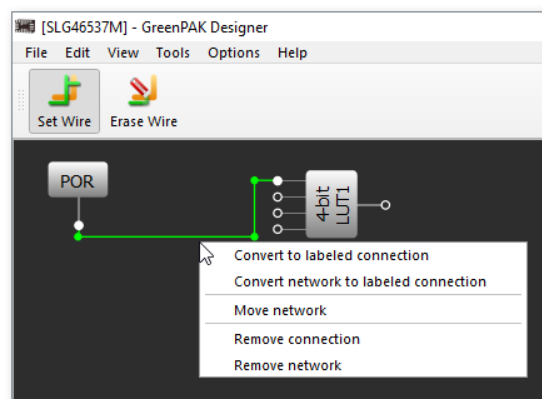 [SLG46537M] - GreenPAK Designer
File Edit View Tools Options Help
Set Wire Erase Wire
POR
4-bit
LUT1
Convert to labeled connection
Convert network to labeled connection
Move network
Remove connection
Remove network